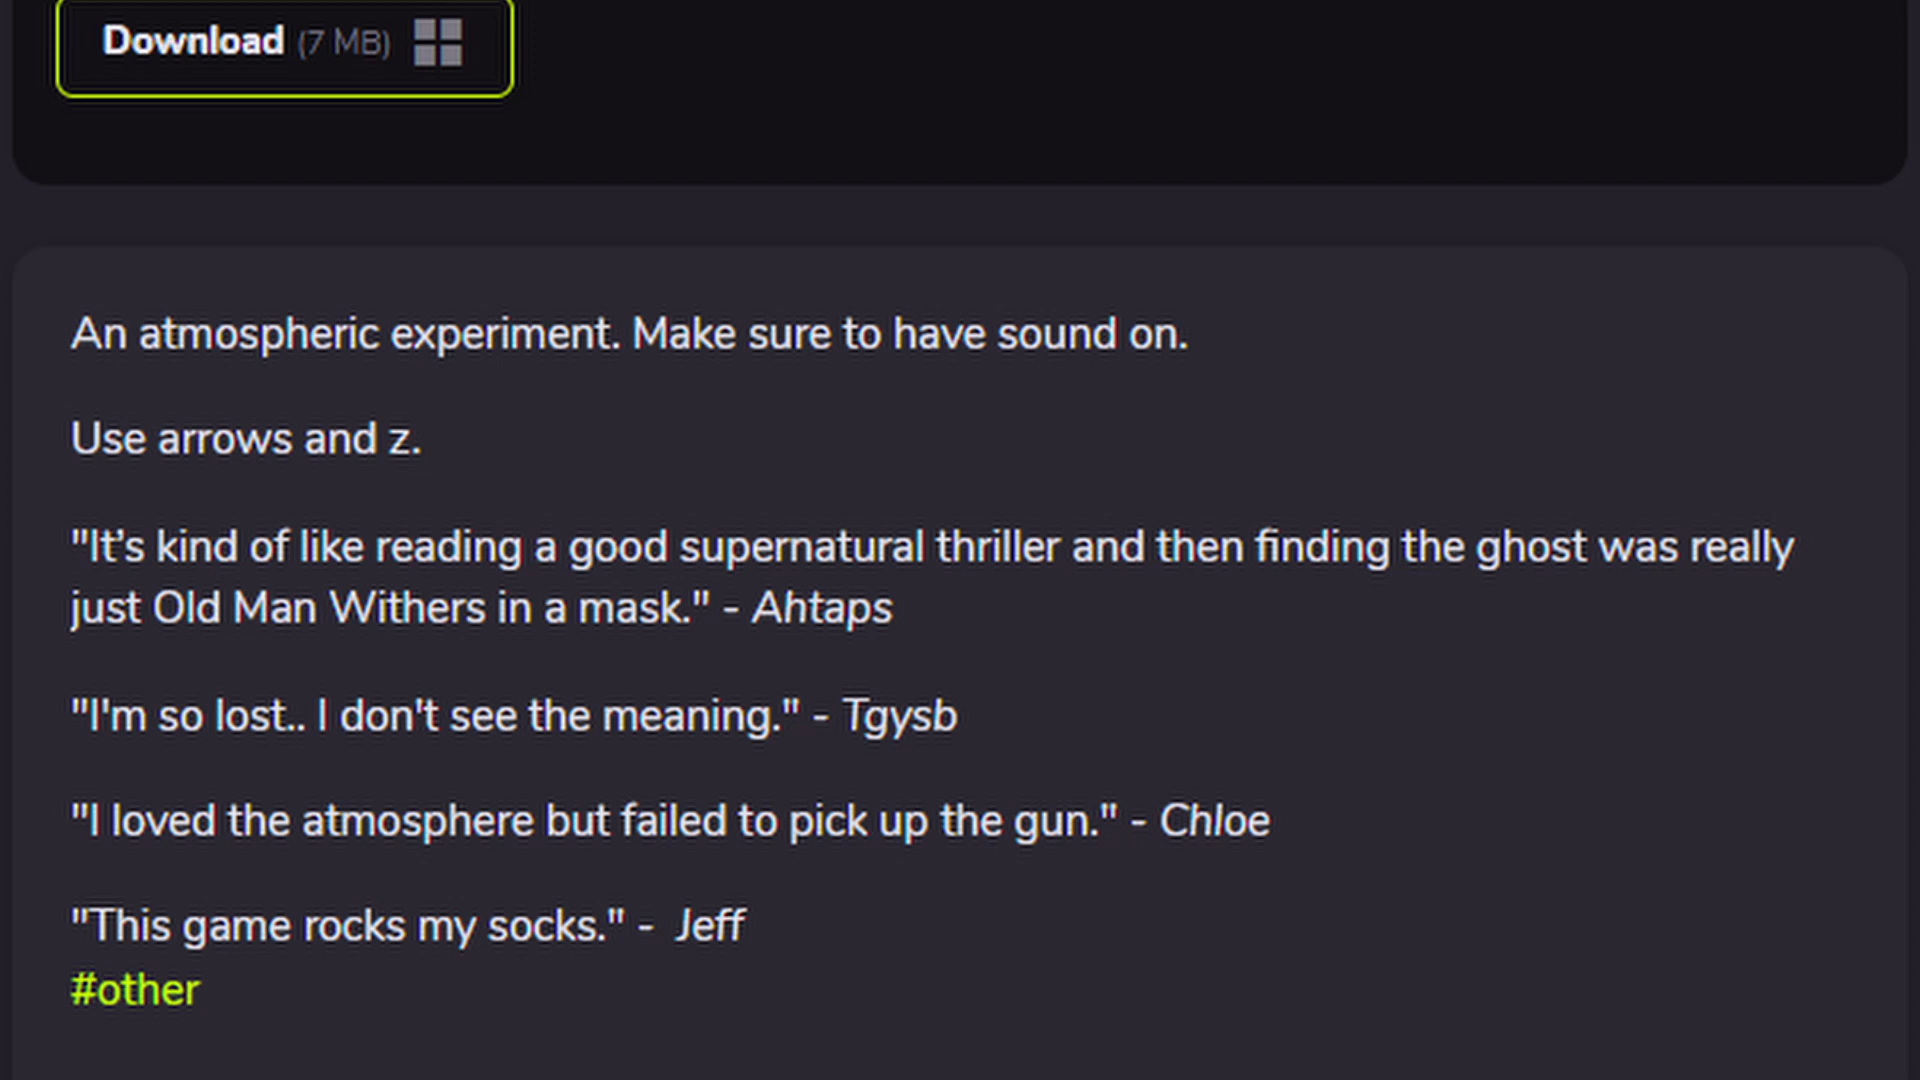 Download (7 MB)
An atmospheric experiment. Make sure to have sound on.
Use arrows and z.
"It’s kind of like reading a good supernatural thriller and then finding the ghost was really
just Old Man Withers in a mask." - Ahtaps
"I'm so lost.. I don't see the meaning." - Tgysb
"I loved the atmosphere but failed to pick up the gun." - Chloe
"This game rocks my socks." -  Jeff
#other